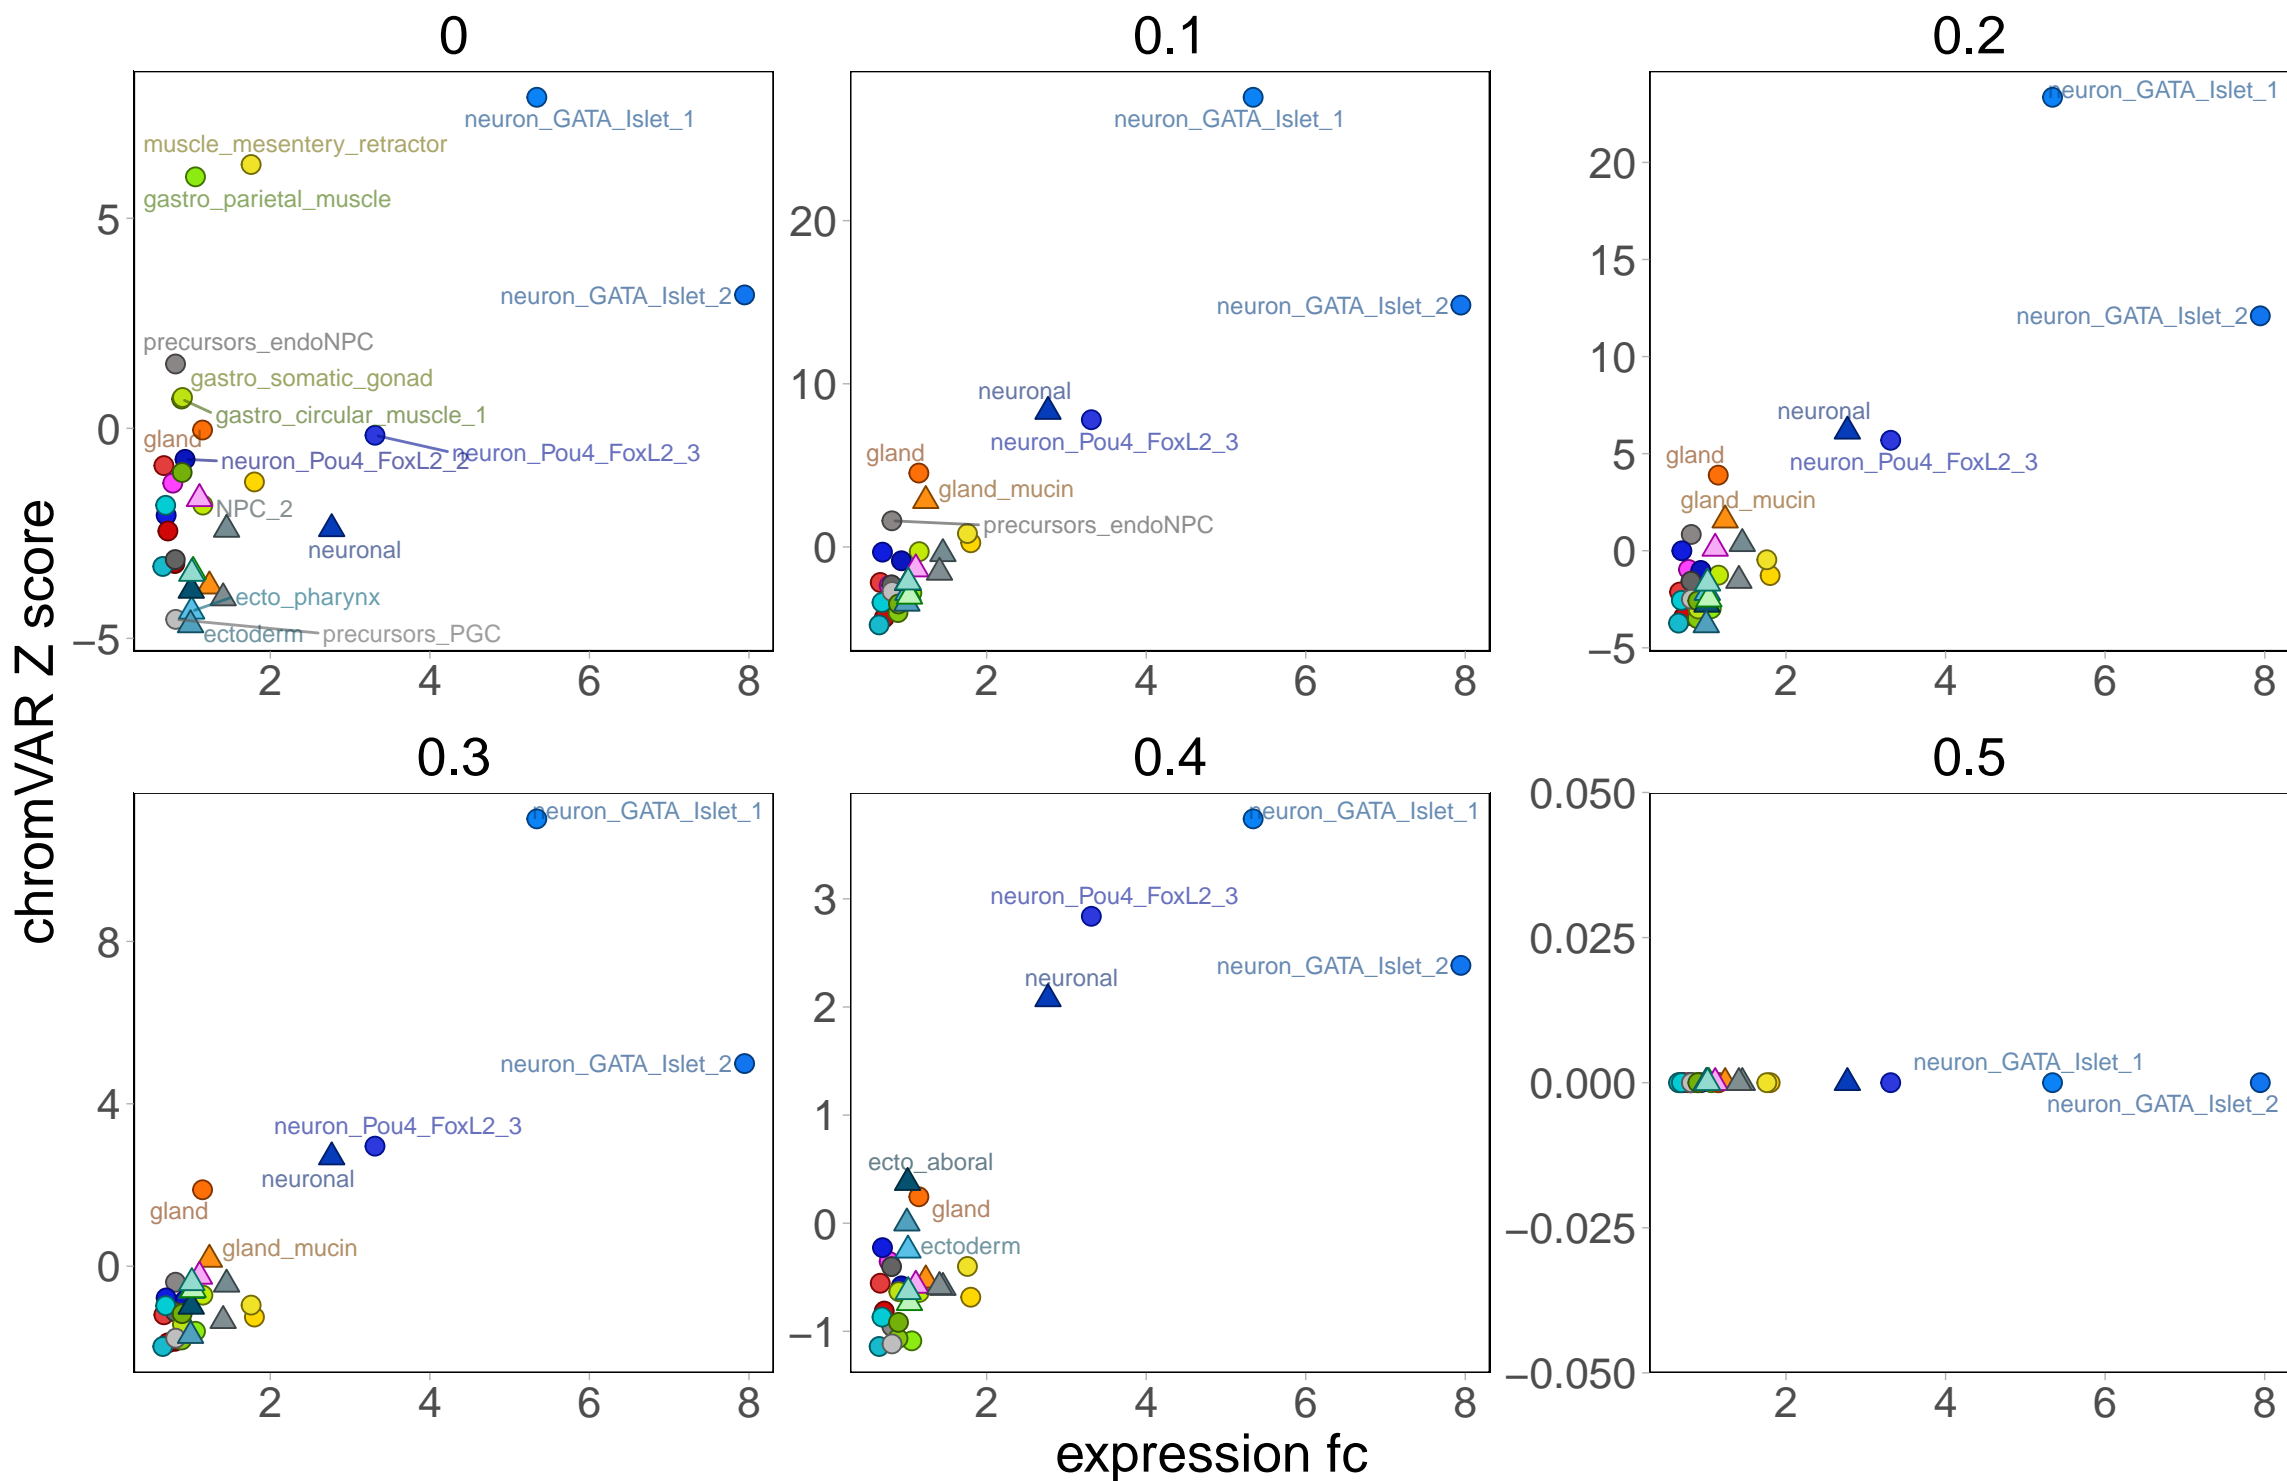 0
0.1
0.2
neuron_GATA_Islet_1
muscle_mesentery_retractor
gastro_parietal_muscle
neuron_GATA_Islet_2
precursors_endoNPC
gastro_somatic_gonad
gastro_circular_muscle_1
gland
neuron_Pou4_FoxL2_2
neuron_Pou4_FoxL2_3
NPC_2
neuronal
ecto_pharynx
ectoderm
precursors_PGC
5
0
−5
2 4 6 8
neuron_GATA_Islet_1
neuron_GATA_Islet_2
neuronal
neuron_Pou4_FoxL2_3
gland
gland_mucin
precursors_endoNPC
20
10
0
2 4 6 8
neuron_GATA_Islet_1
neuron_GATA_Islet_2
neuronal
neuron_Pou4_FoxL2_3
gland
gland_mucin
20
15
10
5
0
−5
2 4 6 8
0.3
0.4
0.5
neuron_GATA_Islet_1
neuron_GATA_Islet_2
neuron_Pou4_FoxL2_3
neuronal
gland
gland_mucin
8
4
0
2 4 6 8
neuron_GATA_Islet_1
neuron_Pou4_FoxL2_3
neuron_GATA_Islet_2
neuronal
ecto_aboral
gland
ectoderm
3
2
1
0
−1
2 4 6 8
neuron_GATA_Islet_1
neuron_GATA_Islet_2
0.050
0.025
0.000
−0.025
−0.050
2 4 6 8
chromVAR Z score
expression fc